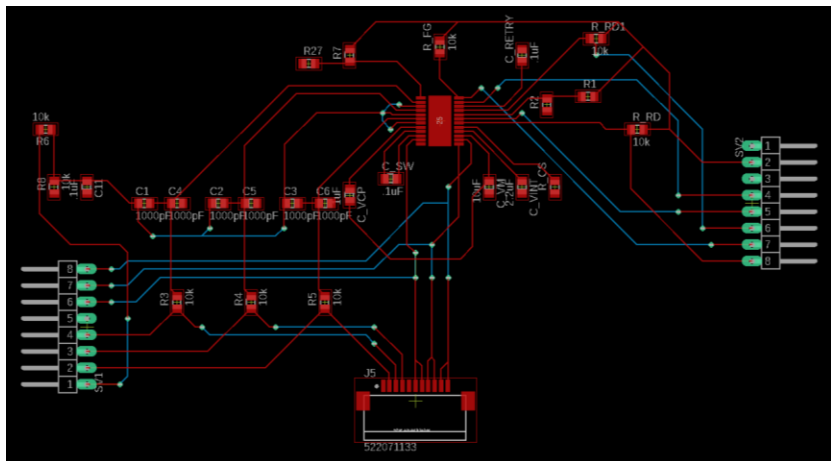 R27
R7
R_FG
10k
C_RETRY
.1uF
R_RD1
10k
R1
R2
25
R_RD
10k
SV2
1
2
3
4
5
6
7
8
10k
R6
R8
10k
.1uF
C11
C1
C4
C2
C5
C3
C6
1000pF
1000pF
1000pF
1000pF
1000pF
1000pF
C_VCP
C_SW
.1uF
10uF
C_VM
2.2uF
C_VINT
R_CS
8
7
6
5
4
3
2
1
SV1
R3
10k
R4
10k
R5
10k
J5
522071133